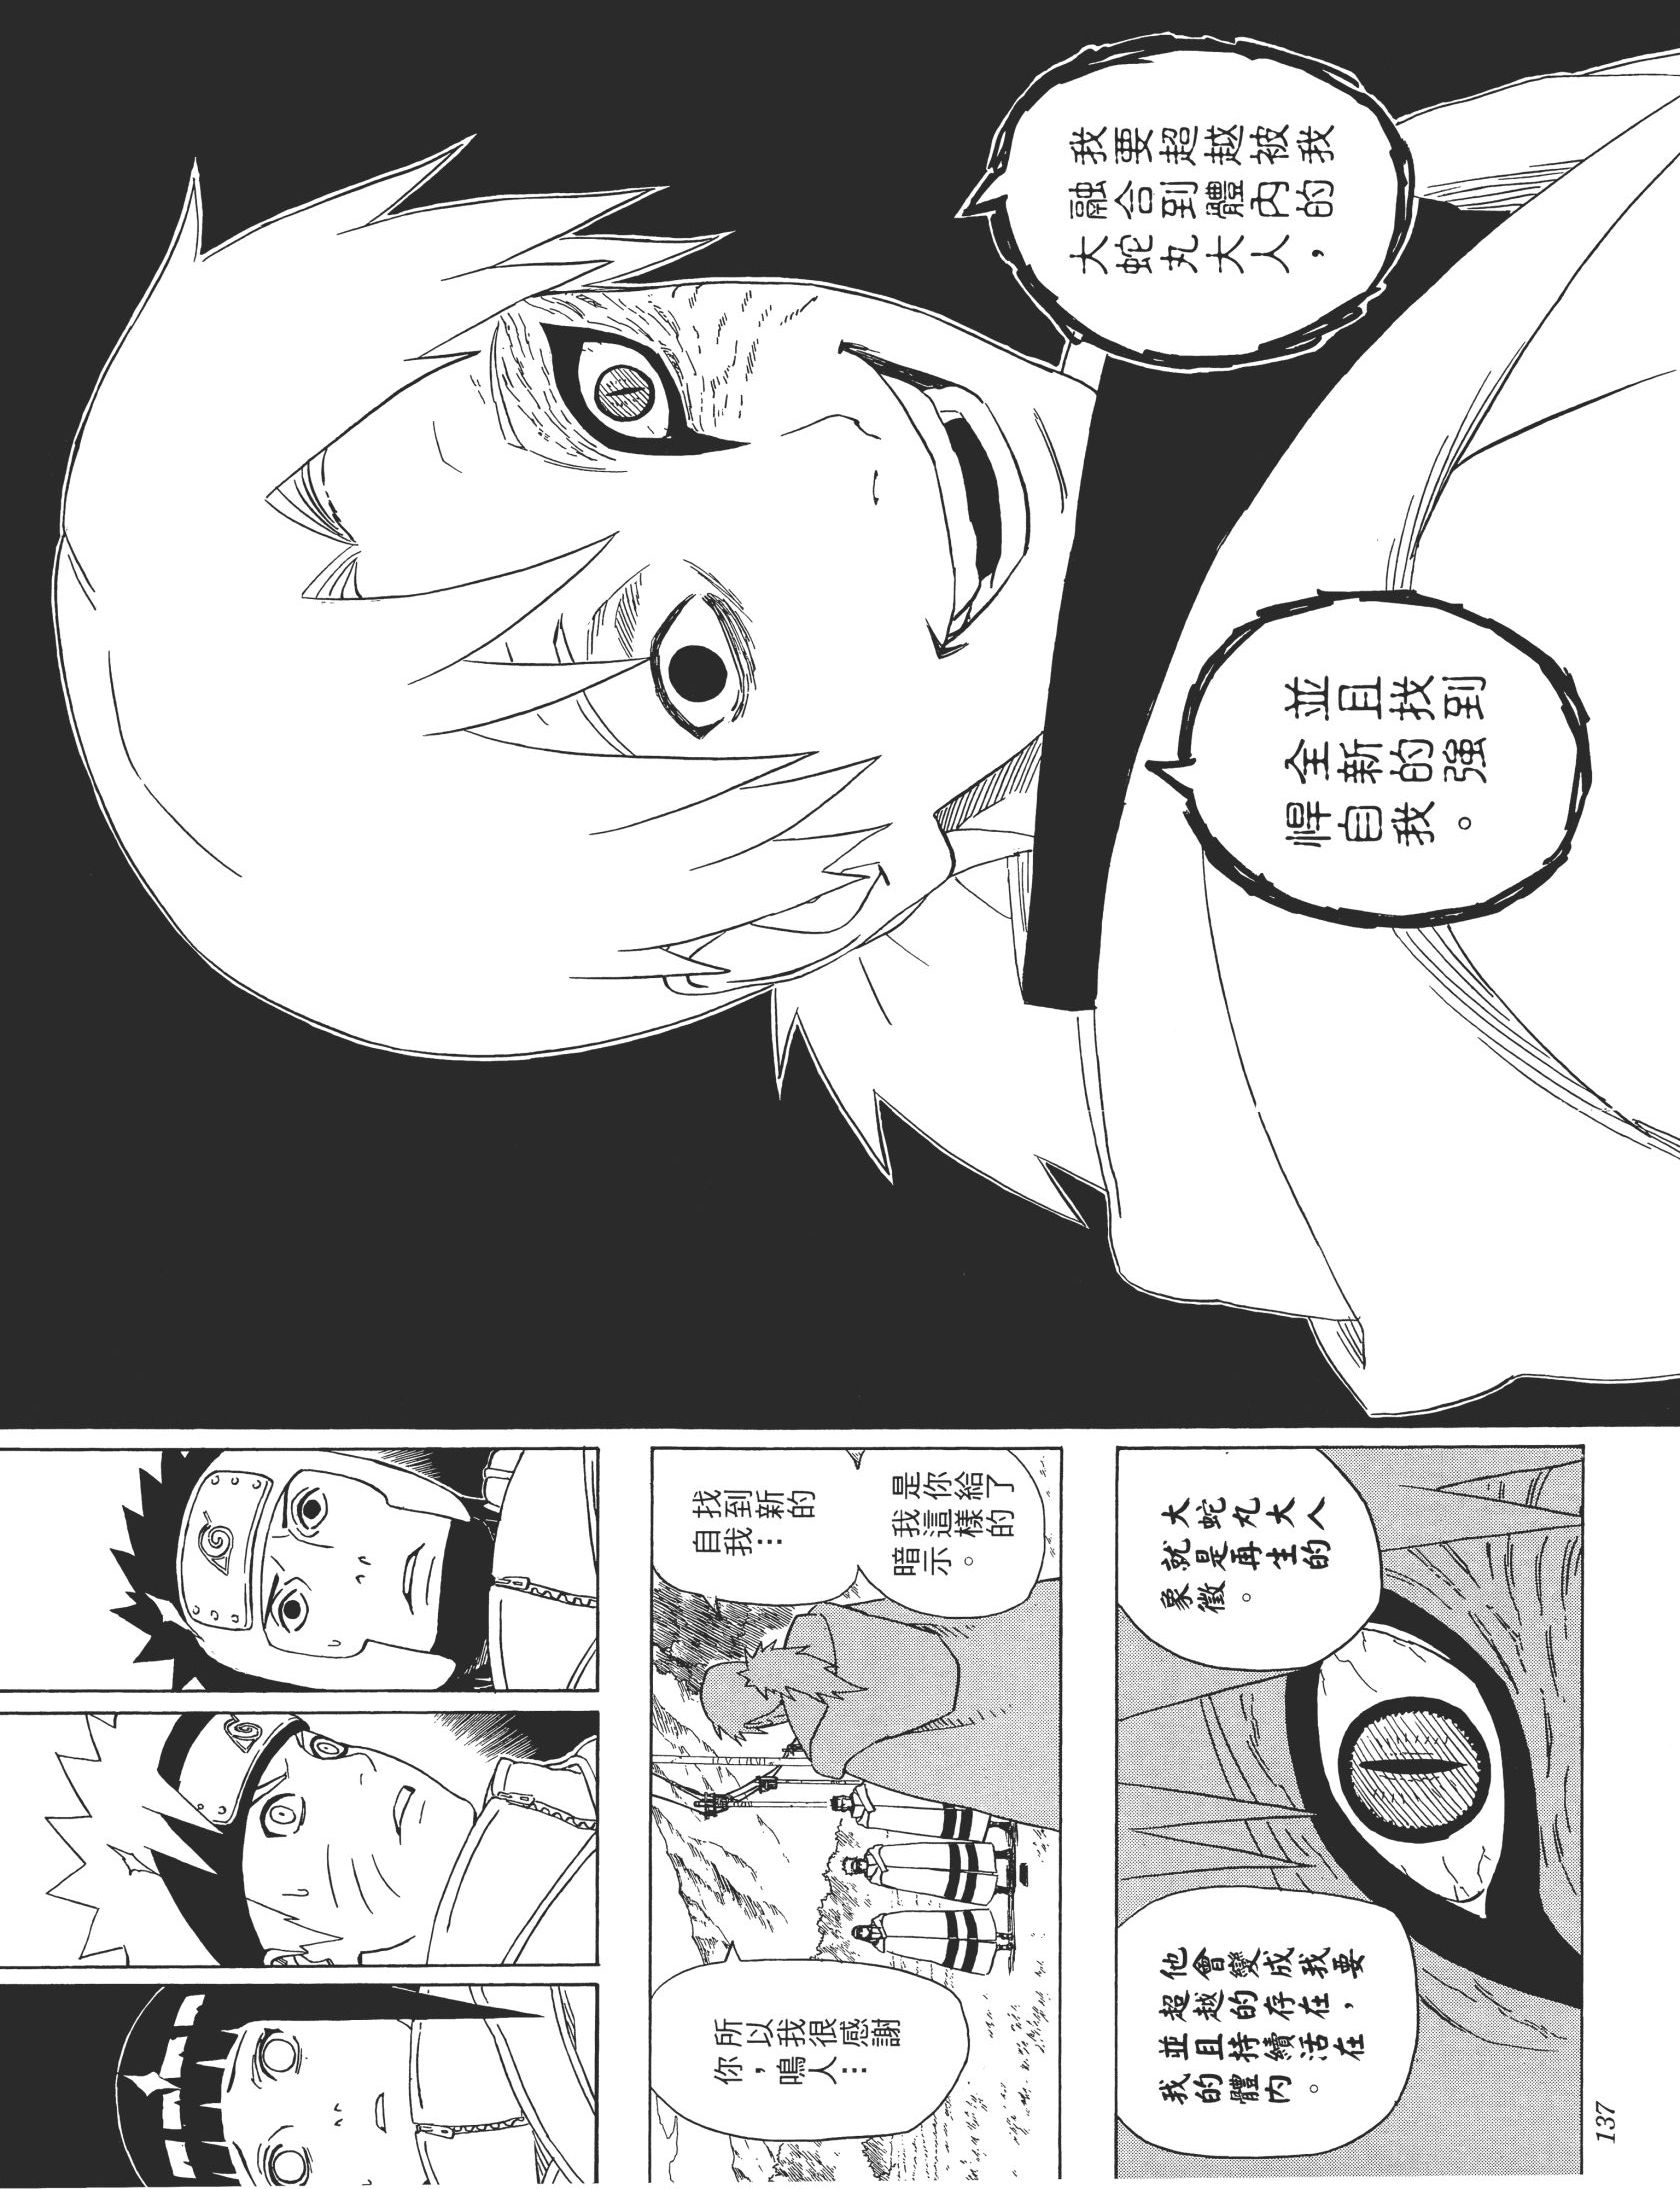 我要超越被我
融合到體內的
大蛇丸大人，
並且找到
全新的強
悍自我。
找到新的
自我…
是你給了
我這樣的
暗示。
所以我很感謝
你，鳴人…
大蛇丸大人
就是再生的
象徵。
他會變成我要
超越的存在，
並且持續活在
我的體內。
137